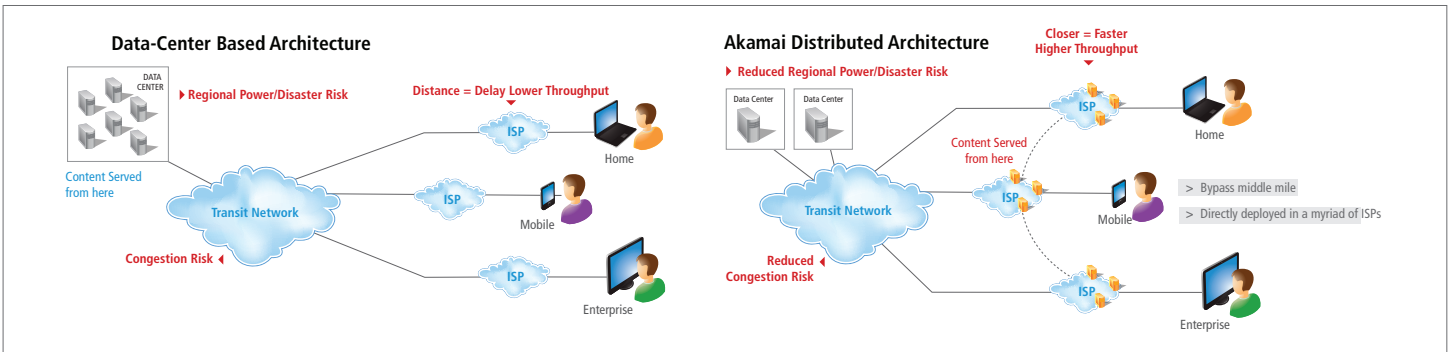 Data-Center Based Architecture
DATA
CENTER
Regional Power/Disaster Risk
Distance = Delay Lower Throughput
ISP
Home
Content Served
from here
Transit Network
ISP
Mobile
Congestion Risk
ISP
Enterprise
Akamai Distributed Architecture
Closer = Faster
Higher Throughput
Reduced Regional Power/Disaster Risk
Data Center
Data Center
ISP
Home
Content Served
from here
Transit Network
ISP
Mobile
> Bypass middle mile
> Directly deployed in a myriad of ISPs
Reduced
Congestion Risk
ISP
Enterprise